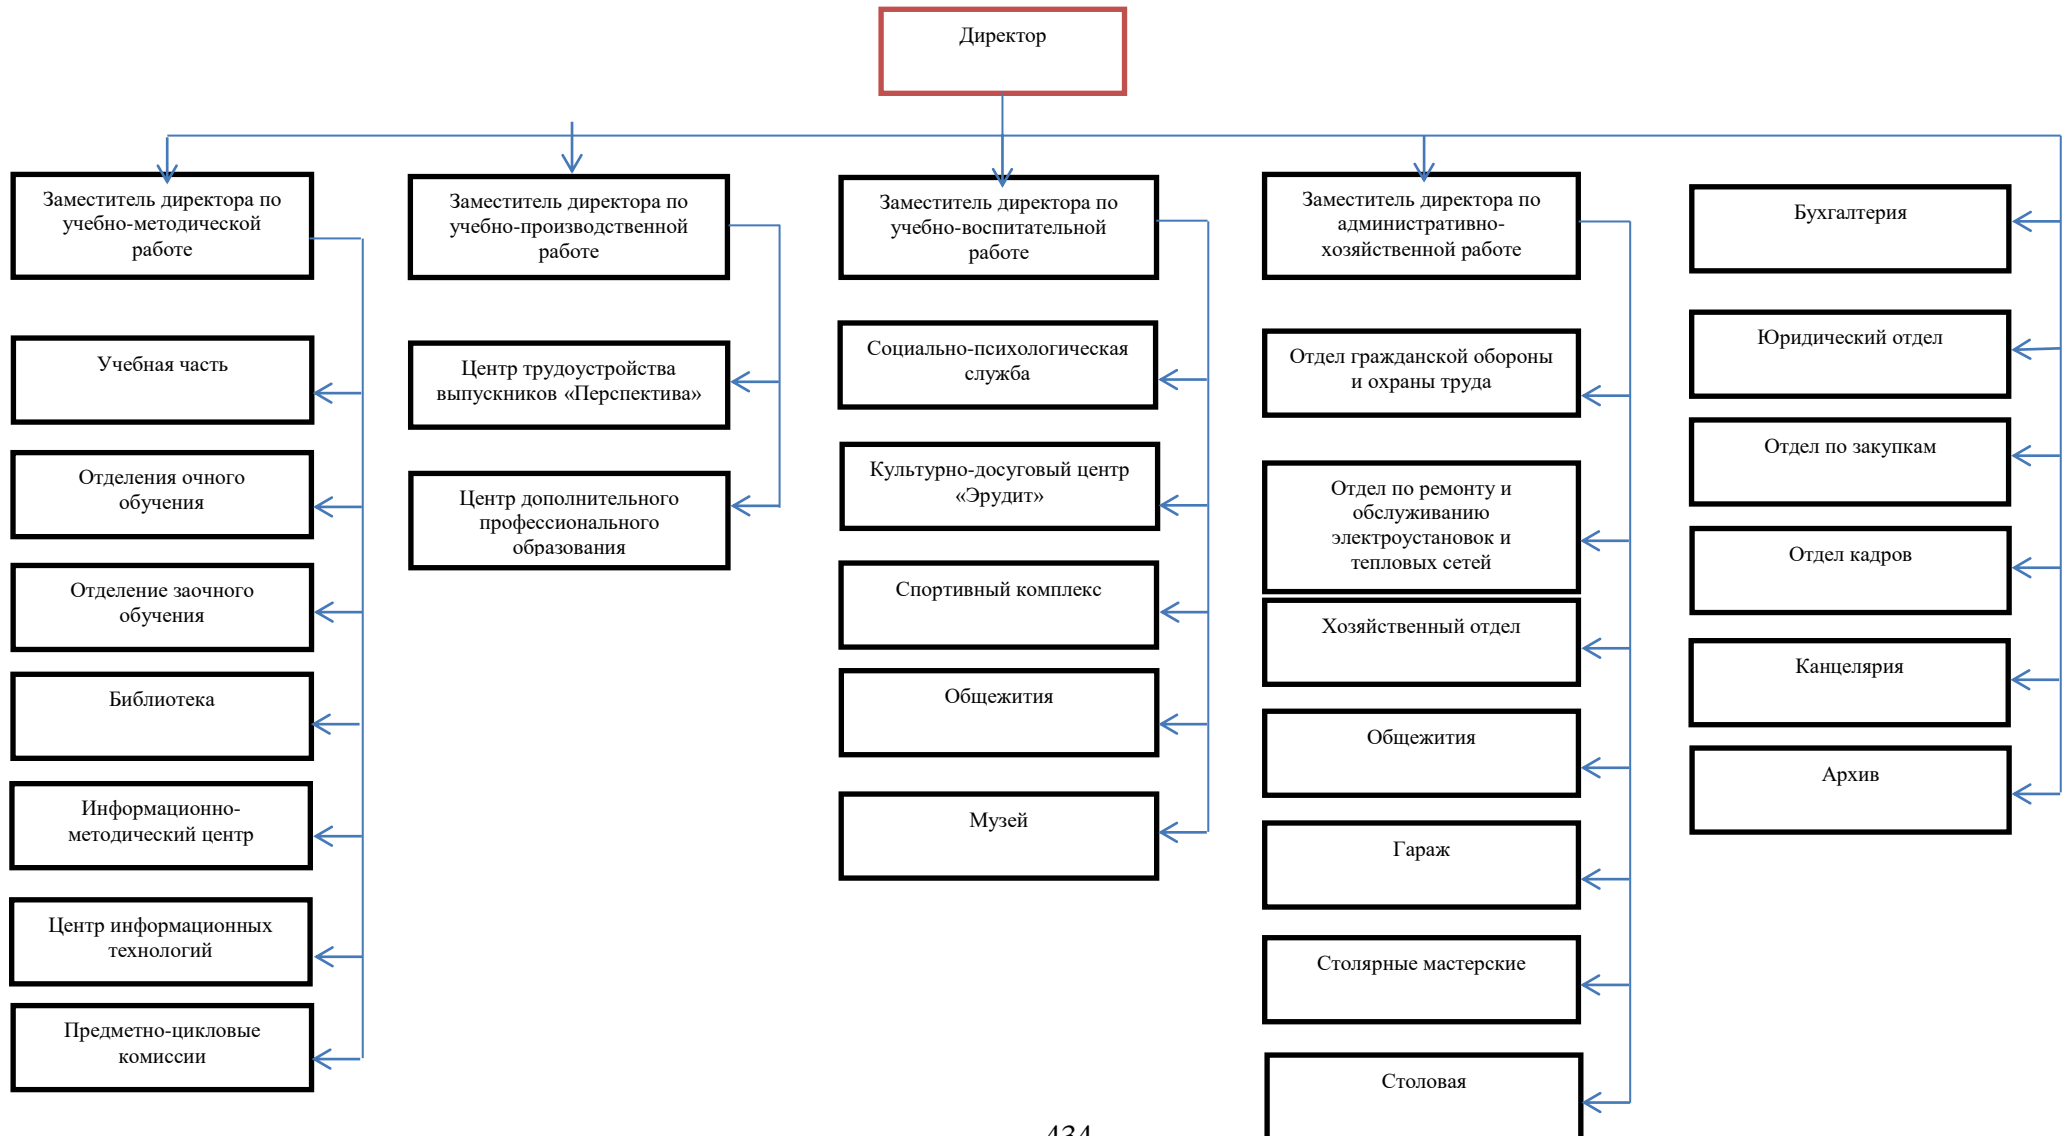 Директор
Заместитель директора по
учебно-методической
работе
Учебная часть
Отделения очного
обучения
Отделение заочного
обучения
Библиотека
Информационно-
методический центр
Центр информационных
технологий
Предметно-цикловые
комиссии
Заместитель директора по
учебно-производственной
работе
Центр трудоустройства
выпускников «Перспектива»
Центр дополнительного
профессионального
образования
Заместитель директора по
учебно-воспитательной
работе
Социально-психологическая
служба
Культурно-досуговый центр
«Эрудит»
Спортивный комплекс
Общежития
Музей
Заместитель директора по
административно-
хозяйственной работе
Отдел гражданской обороны
и охраны труда
Отдел по ремонту и
обслуживанию
электроустановок и
тепловых сетей
Хозяйственный отдел
Общежития
Гараж
Столярные мастерские
Столовая
Бухгалтерия
Юридический отдел
Отдел по закупкам
Отдел кадров
Канцелярия
Архив
434